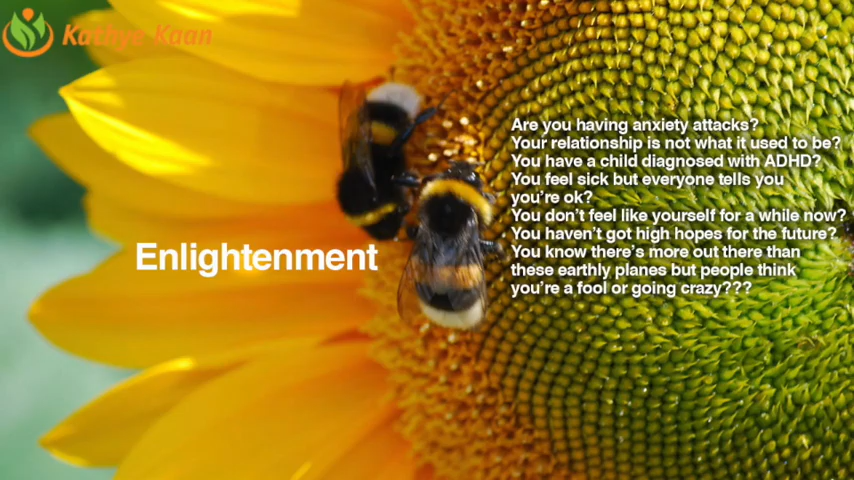 Kathye Kaan
Enlightenment
Are you having anxiety attacks?
Your relationship is not what it used to be?
You have a child diagnosed with ADHD?
You feel sick but everyone tells you
you're ok?
You don't feel like yourself for a while now?
You haven't got high hopes for the future?
You know there's more out there than
these earthly planes but people think
you're a fool or going crazy???